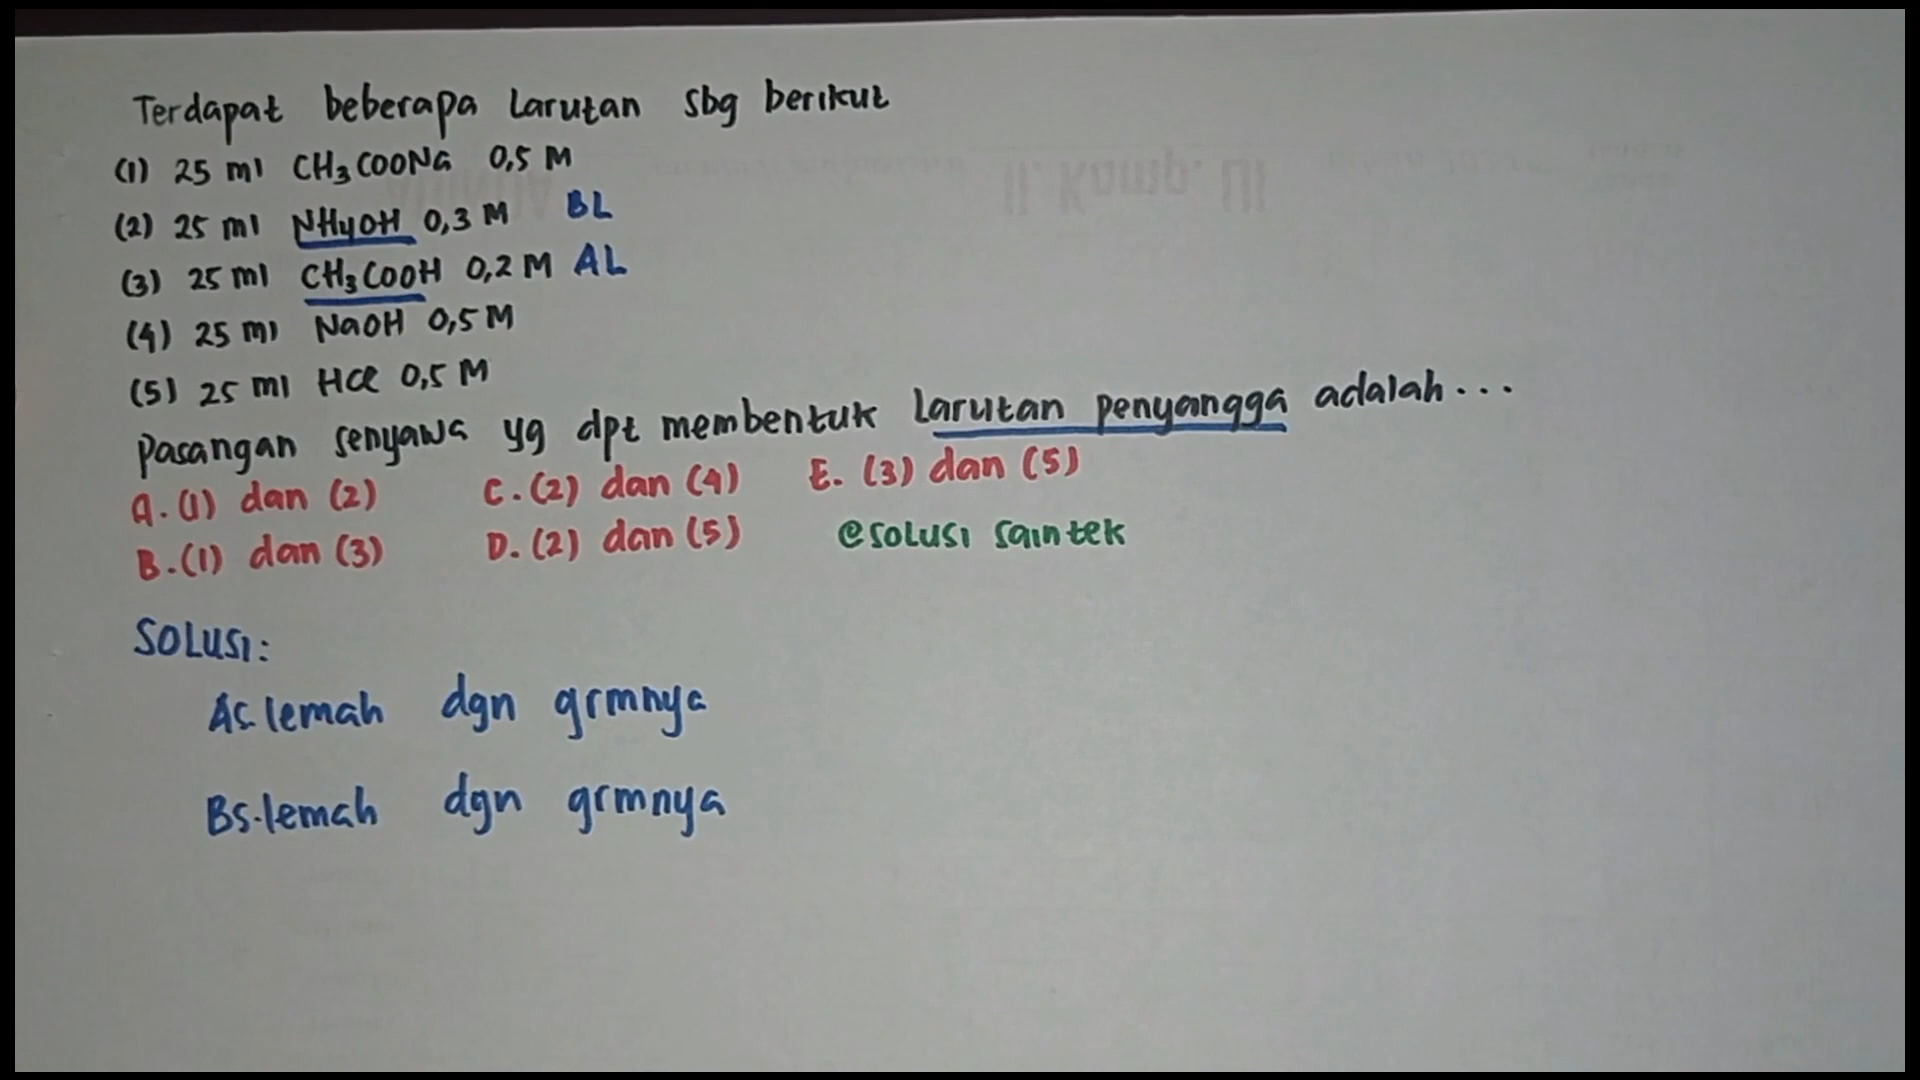 Terdapat beberapa Larutan sbg berikut
(1) 25 ml CH3COONa 0,5 M
(2) 25 ml NH4OH 0,3 M BL
(3) 25 ml CH3COOH 0,2 M AL
(4) 25 ml NaOH 0,5 M
(5) 25 ml HCl 0,5 M
Pasangan senyawa yg dpt membentuk Larutan penyangga adalah...
A. (1) dan (2) C. (2) dan (4) E. (3) dan (5)
B. (1) dan (3) D. (2) dan (5) @solusi saintek
SOLUSI:
As.lemah dgn grmnya
Bs.lemah dgn grmnya